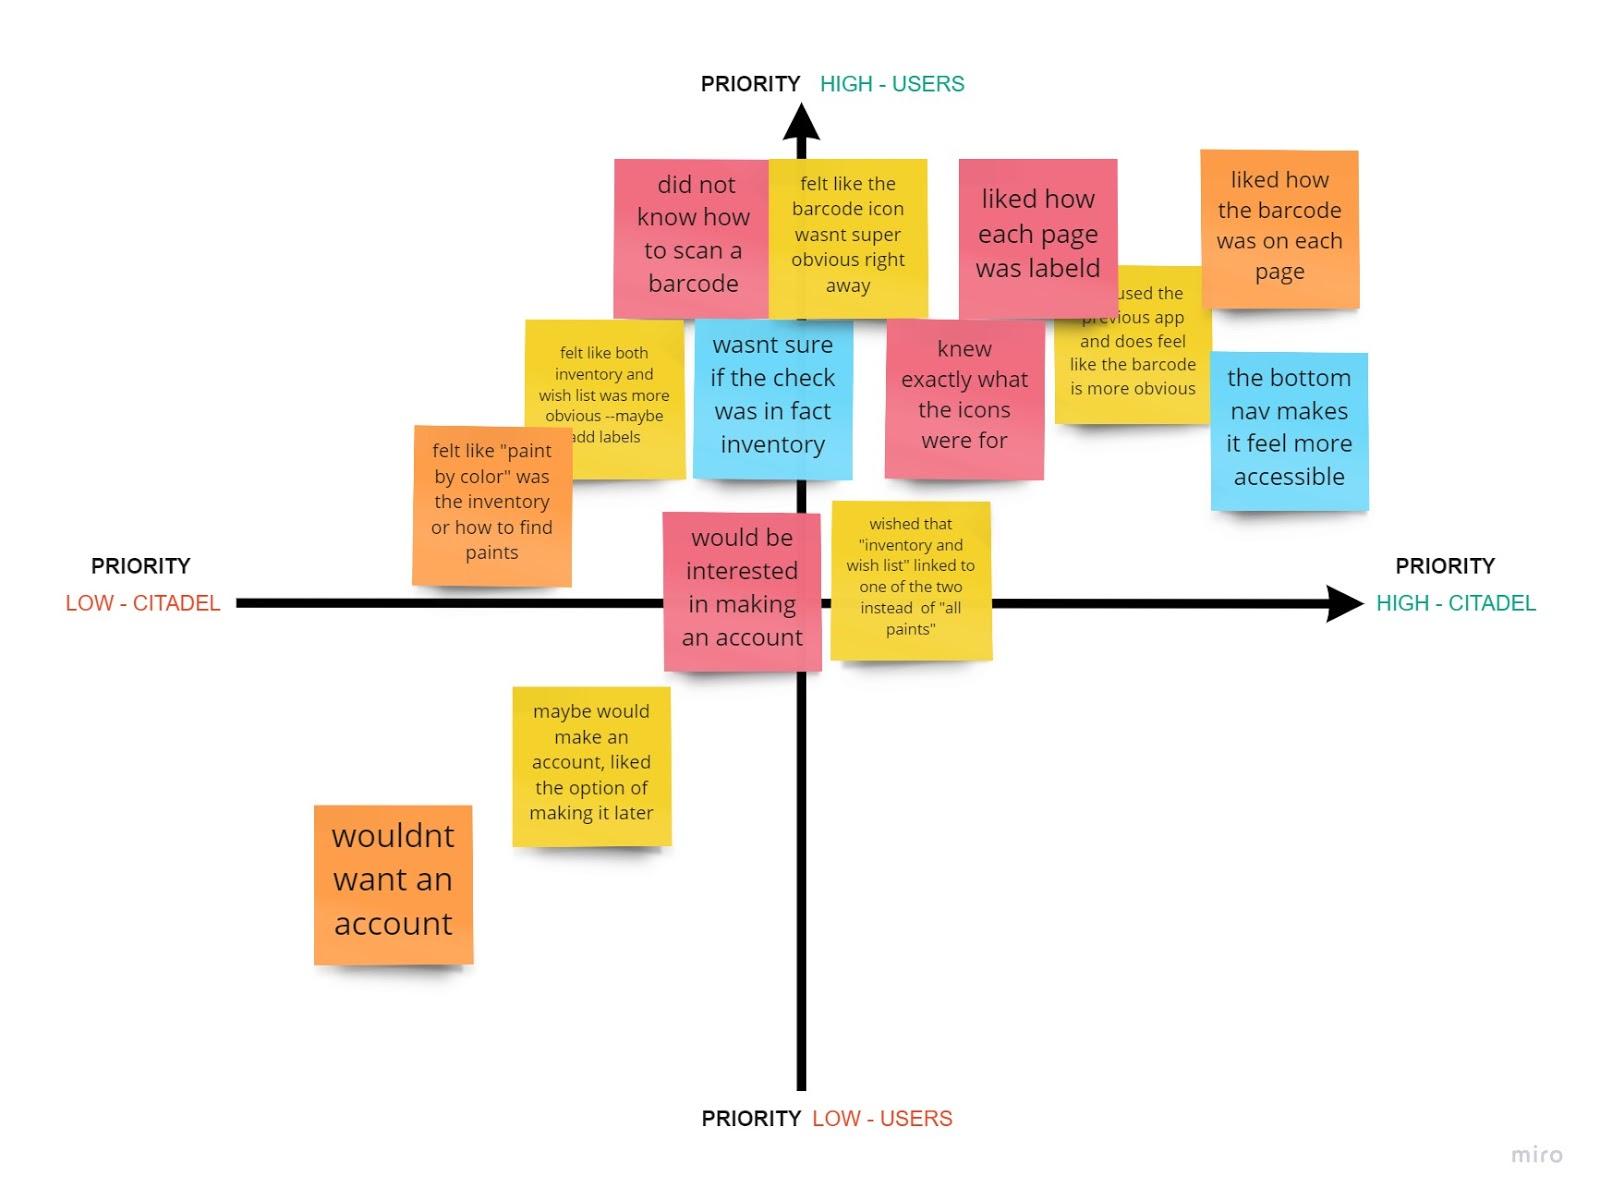 PRIORITY HIGH - USERS
did not
know how
to scan a
barcode
felt like the
barcode icon
wasnt super
obvious right
away
liked how
each page
was labeld
liked how
the barcode
was on each
page
used the
previous app
and does feel
like the barcode
is more obvious
felt like both
inventory and
wish list was more
obvious --maybe
add labels
wasnt sure
if the check
was in fact
inventory
knew
exactly what
the icons
were for
the bottom
nav makes
it feel more
accessible
felt like "paint
by color" was
the inventory
or how to find
paints
would be
interested
in making
an account
wished that
"inventory and
wish list" linked to
one of the two
instead of "all
paints"
PRIORITY
LOW - CITADEL
PRIORITY
HIGH - CITADEL
maybe would
make an
account, liked
the option of
making it later
wouldnt
want an
account
PRIORITY LOW - USERS
miro